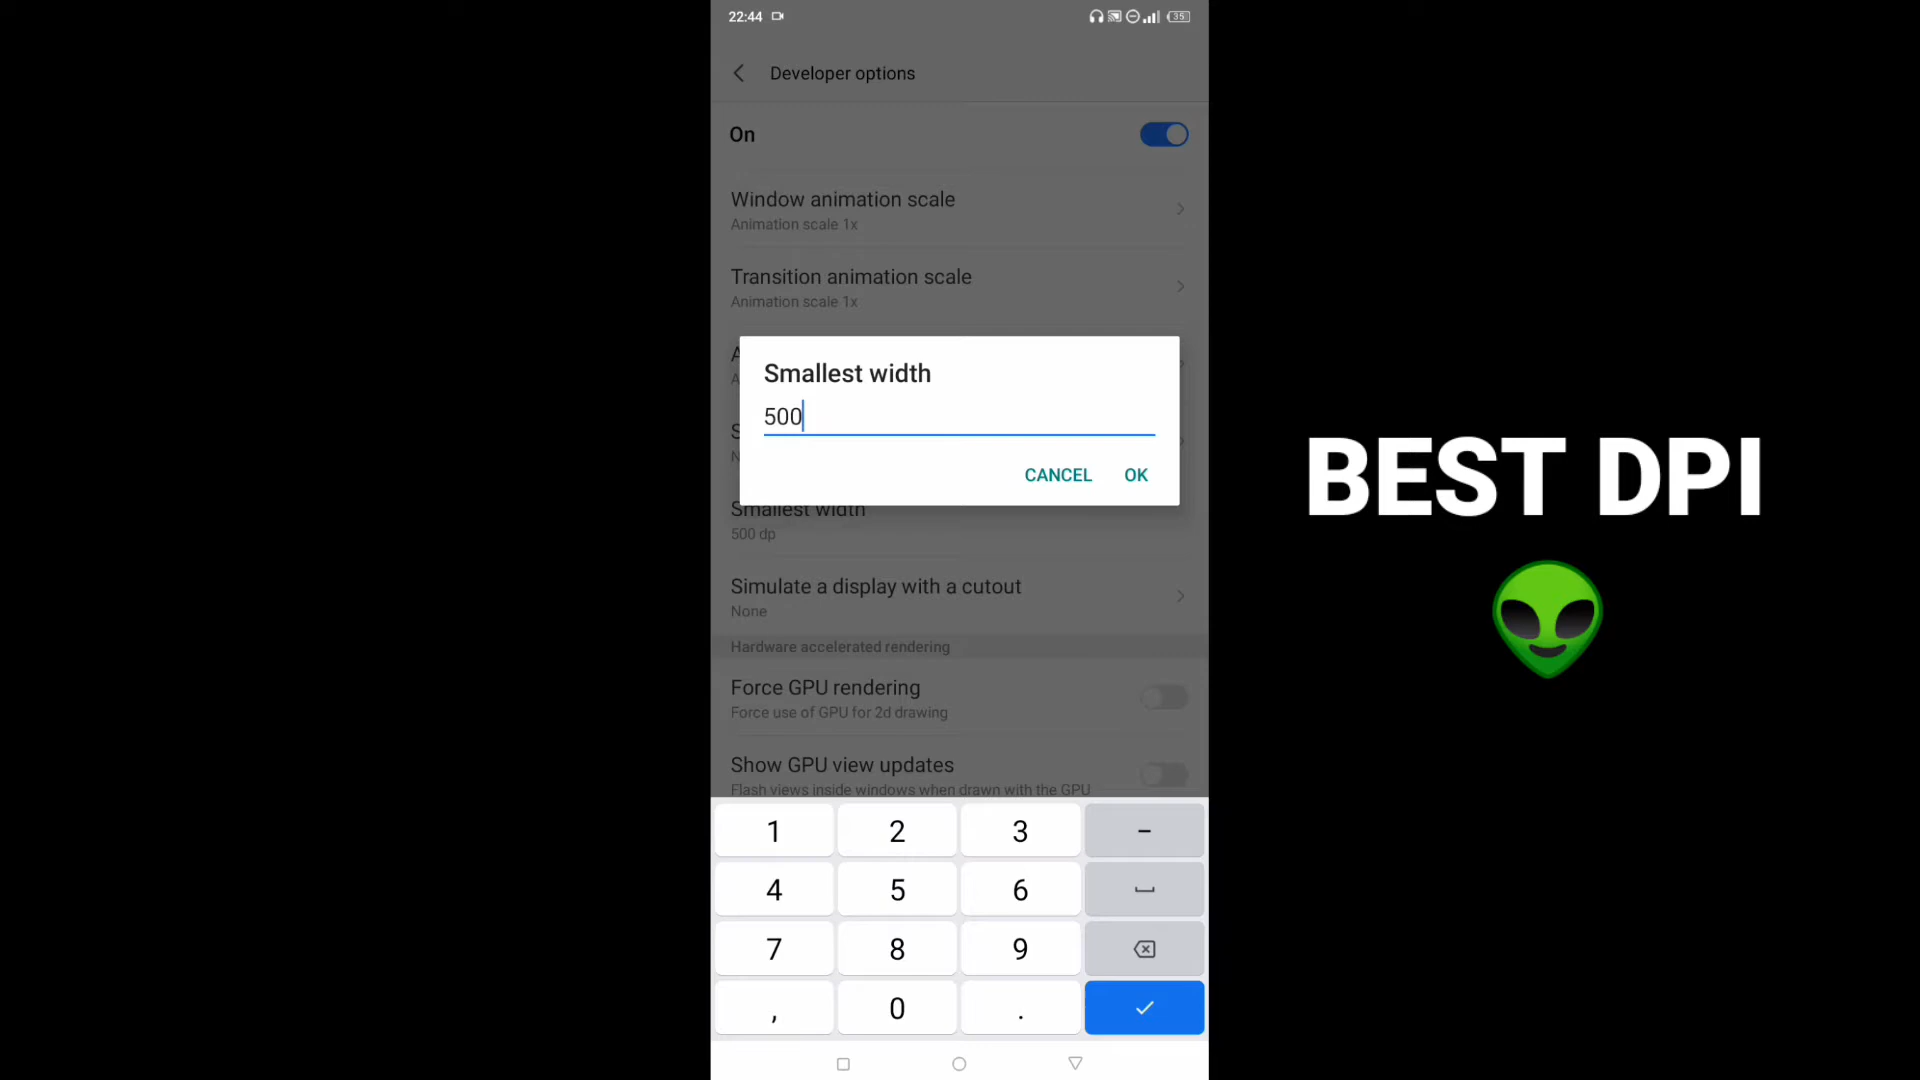 22:44
35
Developer options
On
Window animation scale
Animation scale 1x
Transition animation scale
Animation scale 1x
A
A
S
N
Smallest width
500
CANCEL OK
Smallest width
500 dp
Simulate a display with a cutout
None
Hardware accelerated rendering
Force GPU rendering
Force use of GPU for 2d drawing
Show GPU view updates
Flash views inside windows when drawn with the GPU
1 2 3 -
4 5 6
7 8 9
, 0 .
BEST DPI